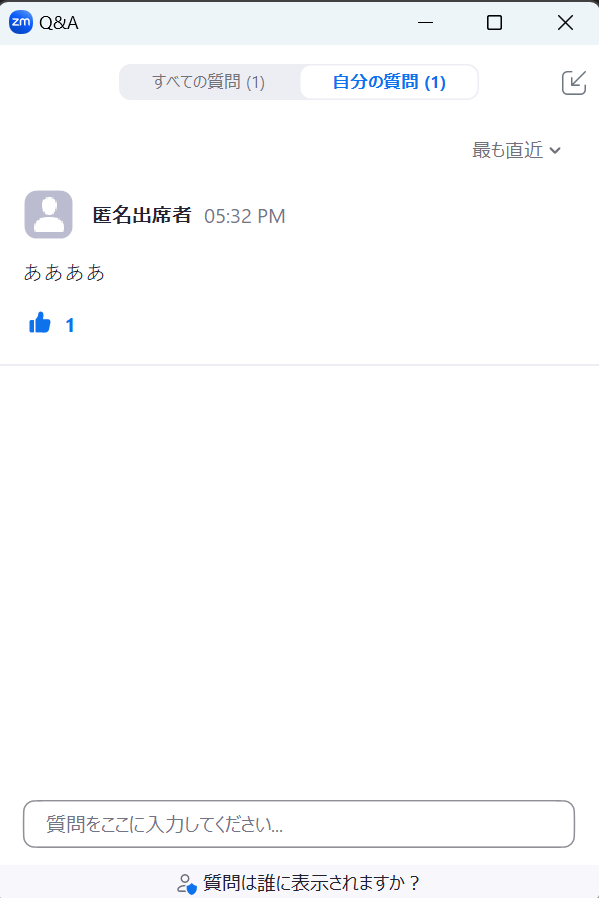 zm Q&A
すべての質問 (1) 自分の質問 (1)
最も直近
匿名出席者 05:32 PM
ああああ
1
質問をここに入力してください...
質問は誰に表示されますか？